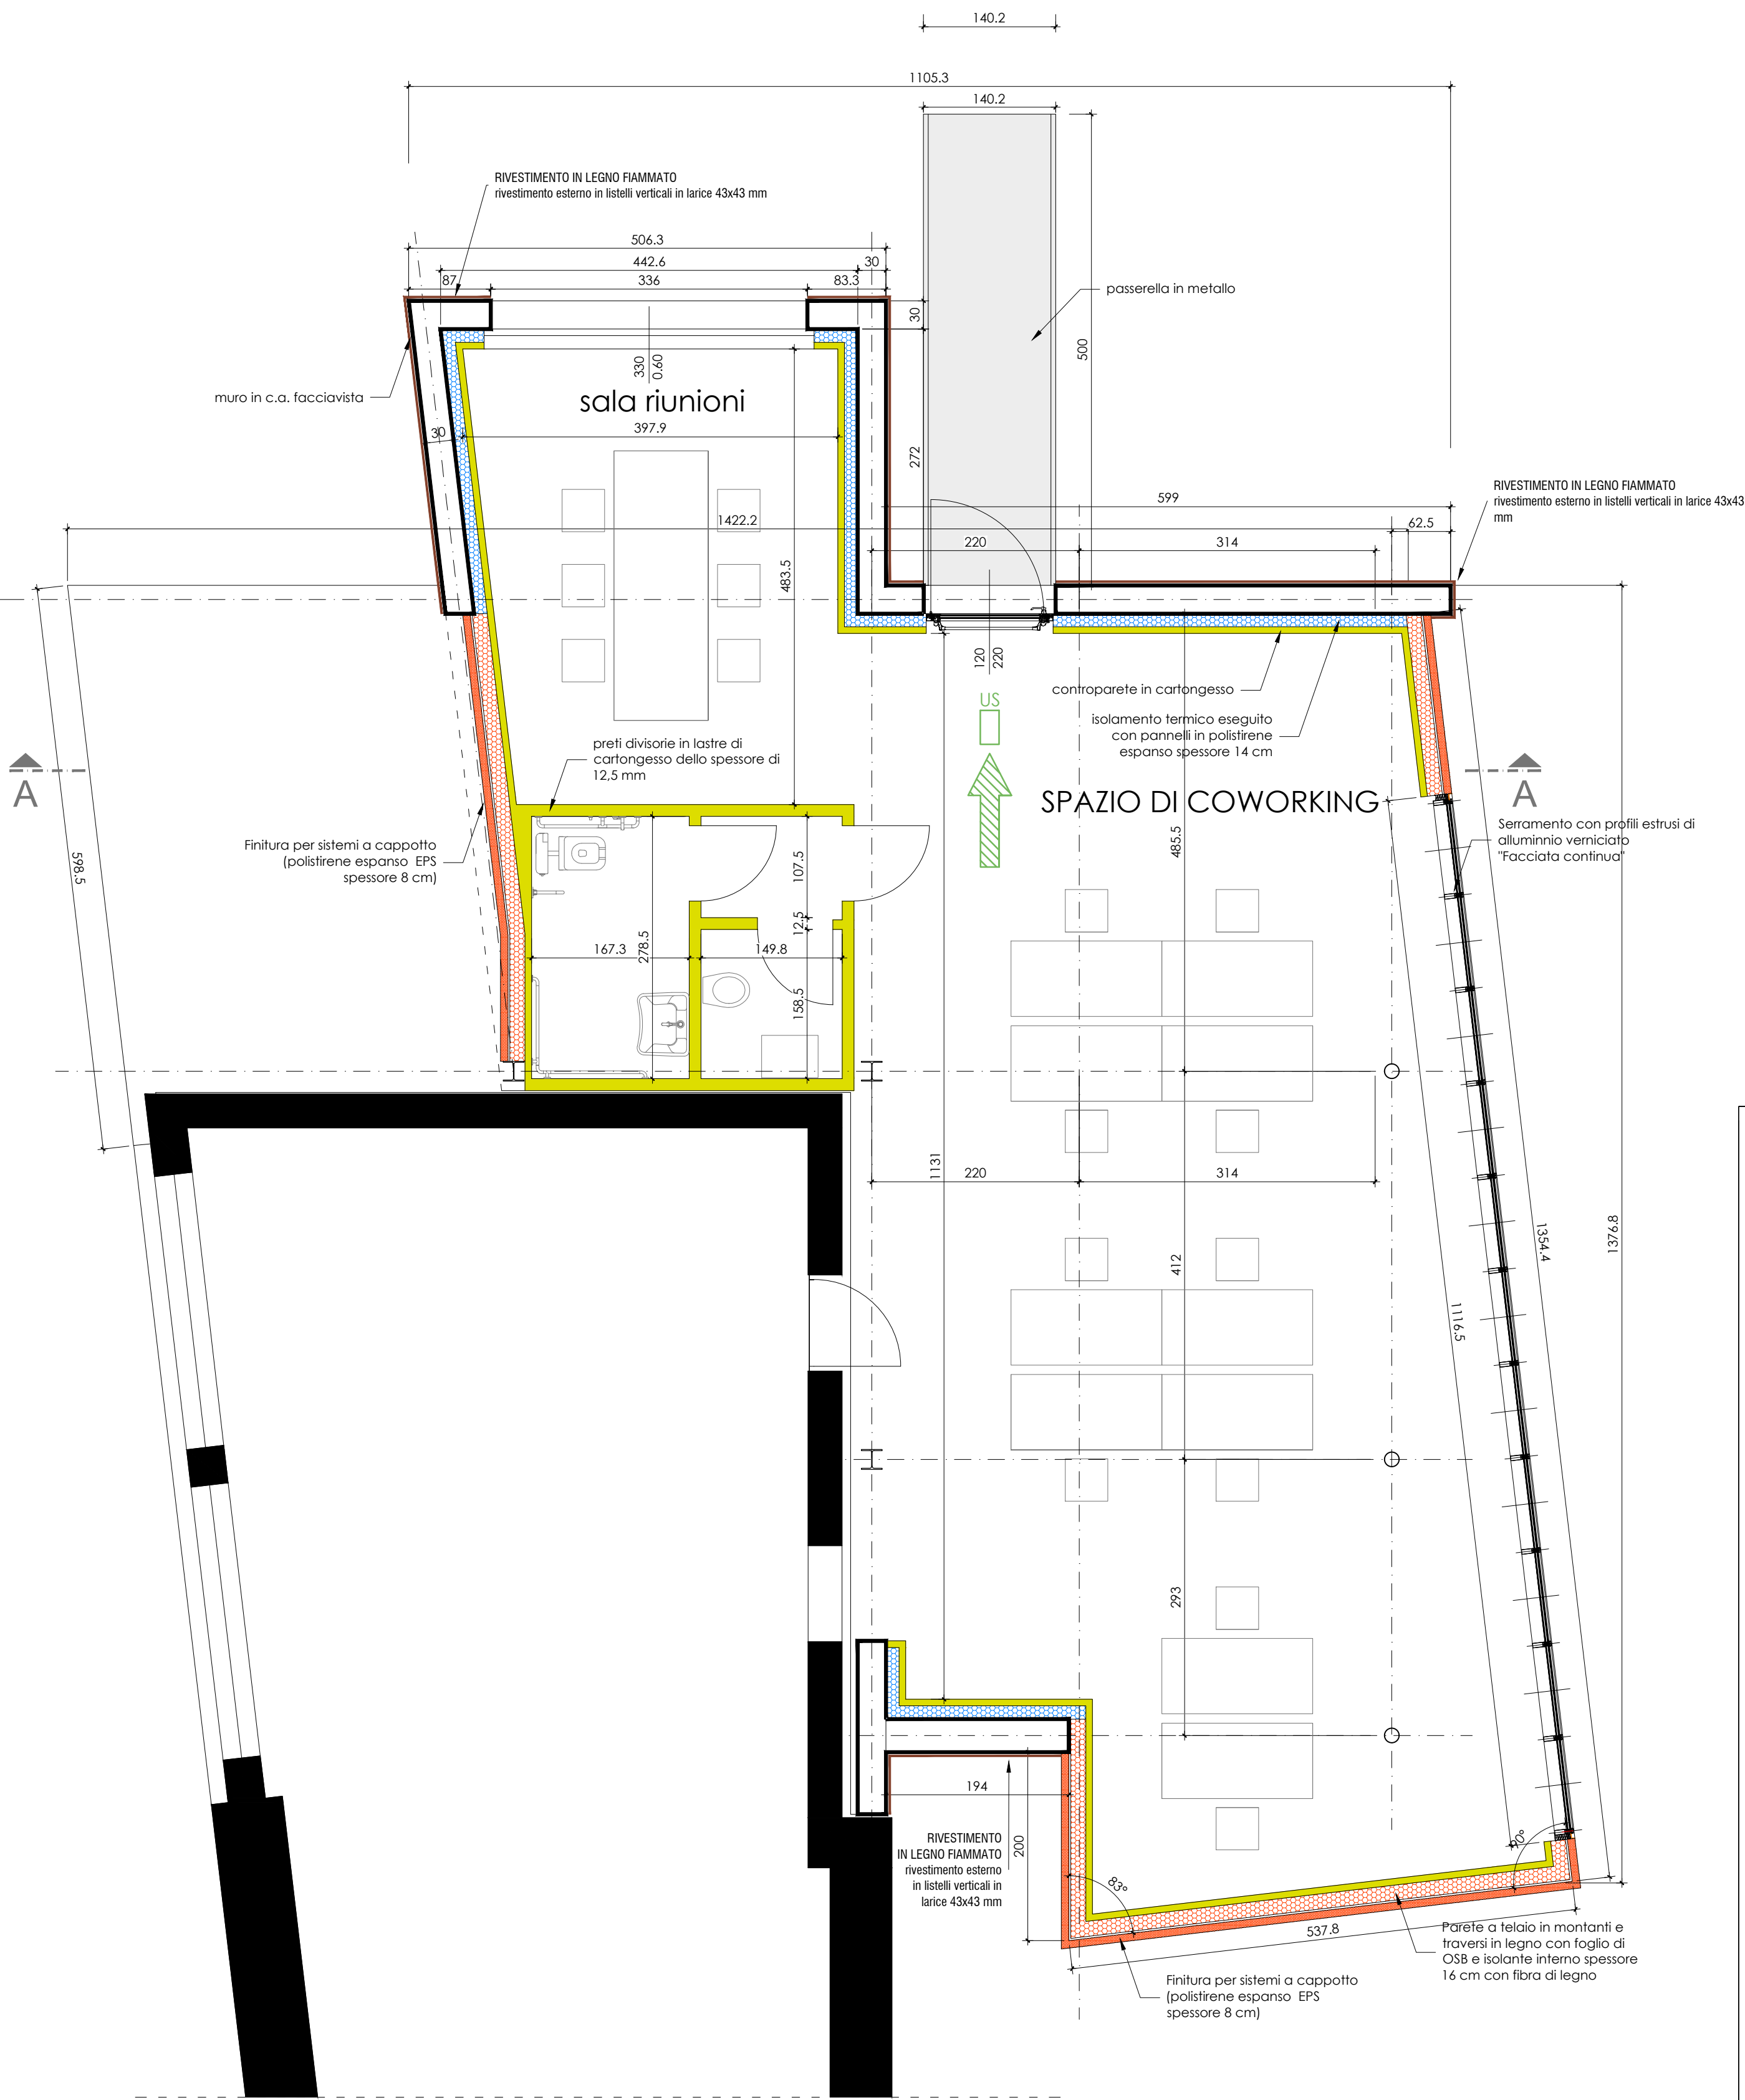 140.2
1105.3
140.2
RIVESTIMENTO IN LEGNO FIAMMATO
rivestimento esterno in listelli verticali in larice 43x43 mm
506.3
442.6
30
87
336
83.3
passerella in metallo
30
500
330
0.60
muro in c.a. facciavista
sala riunioni
30
397.9
272
RIVESTIMENTO IN LEGNO FIAMMATO
rivestimento esterno in listelli verticali in larice 43x43
mm
599
1422.2
62.5
220
314
483.5
120
220
controparete in cartongesso
US
isolamento termico eseguito
con pannelli in polistirene
espanso spessore 14 cm
preti divisorie in lastre di
cartongesso dello spessore di
12,5 mm
A
SPAZIO DI COWORKING
A
Serramento con profili estrusi di
alluminnio verniciato
"Facciata continua"
485.5
Finitura per sistemi a cappotto
(polistirene espanso  EPS
spessore 8 cm)
598.5
107.5
12.5
167.3
278.5
149.8
158.5
1131
220
314
412
1376.8
1354.4
1116.5
293
194
200
RIVESTIMENTO
IN LEGNO FIAMMATO
rivestimento esterno
in listelli verticali in
larice 43x43 mm
83°
90°
537.8
Parete a telaio in montanti e
traversi in legno con foglio di
OSB e isolante interno spessore
16 cm con fibra di legno
Finitura per sistemi a cappotto
(polistirene espanso  EPS
spessore 8 cm)